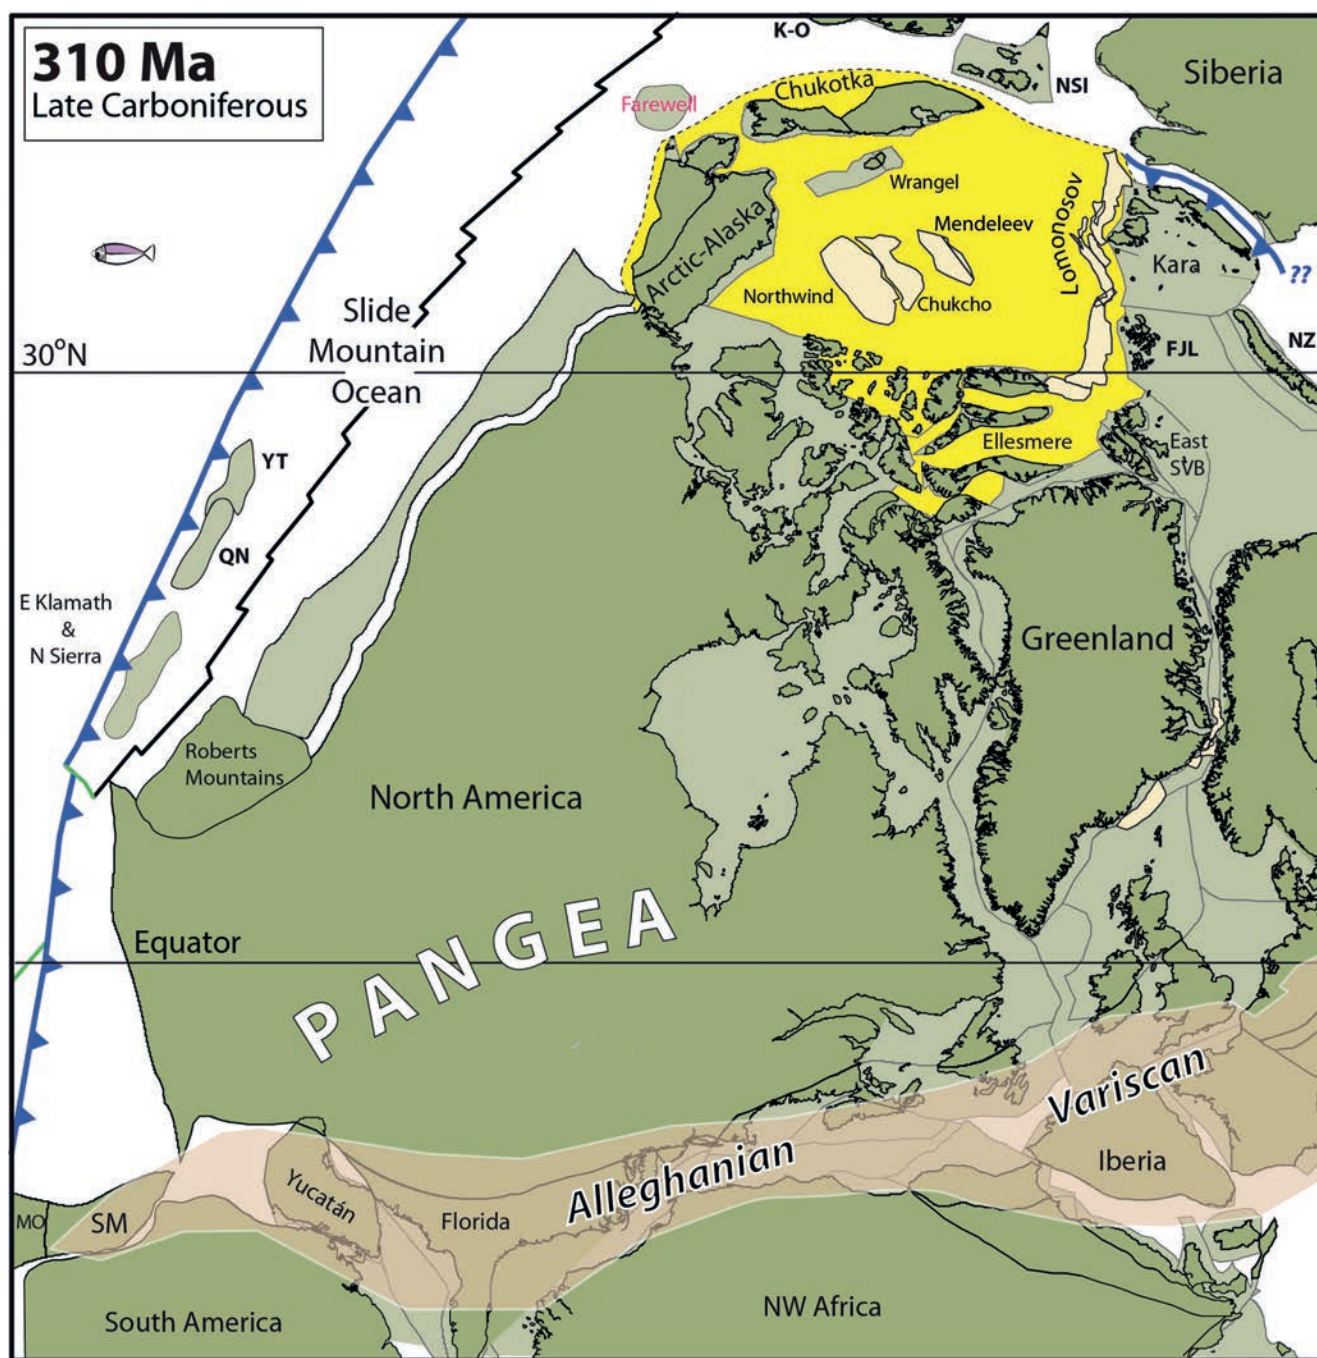 310 Ma
Late Carboniferous
K-O
NSI
Siberia
Farewell
Chukotka
Wrangel
Lomonosov
Arctic-Alaska
Mendeleev
Kara
??
Northwind
Chukcho
Slide
Mountain
Ocean
30°N
FJL
NZ
Ellesmere
East
SVB
YT
QN
E Klamath
&
N Sierra
Greenland
Roberts
Mountains
North America
PANGEA
Equator
Variscan
Alleghanian
Iberia
Yucatán
MO
SM
Florida
South America
NW Africa